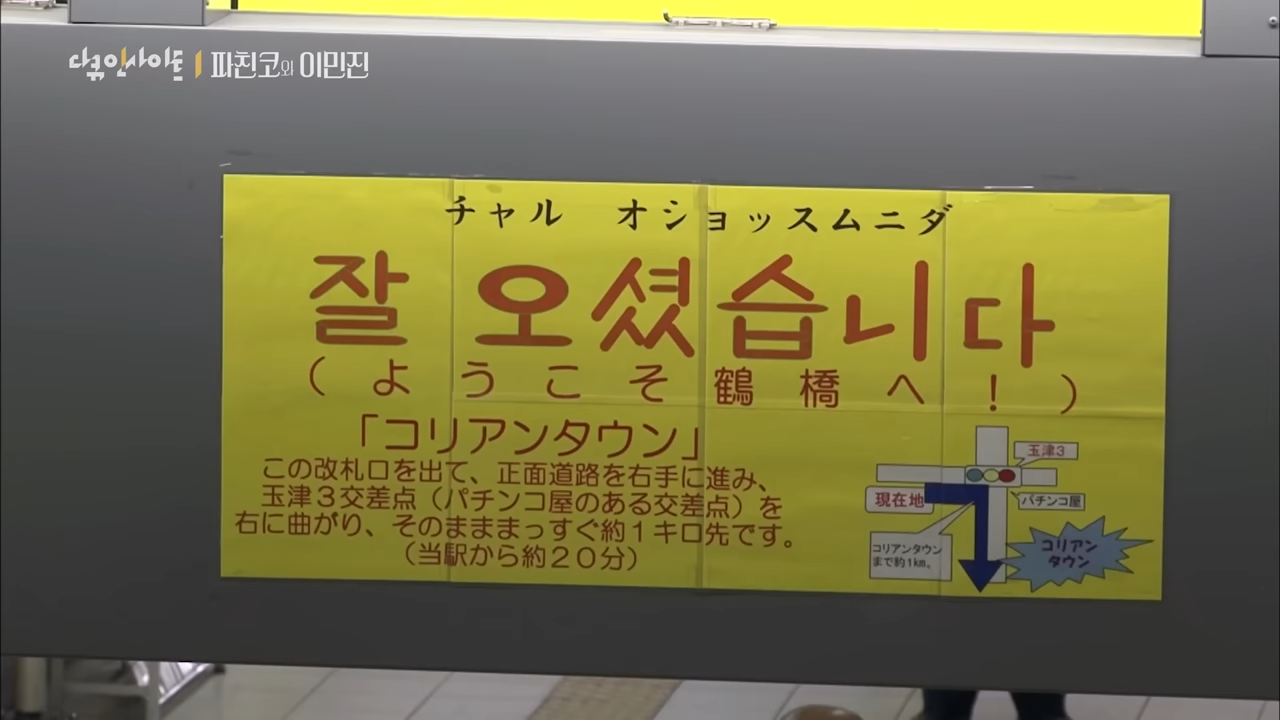 다큐인사이트 | 파친코와 이민진
チャル オショッスムニダ
잘 오셨습니다
（ようこそ鶴橋へ！）
「コリアンタウン」
この改札口を出て、正面道路を右手に進み、
玉津３交差点（パチンコ屋のある交差点）を
右に曲がり、そのまままっすぐ約１キロ先です。
（当駅から約２０分）
玉津３
現在地
パチンコ屋
コリアンタウン
まで約1km。
コリアン
タウン